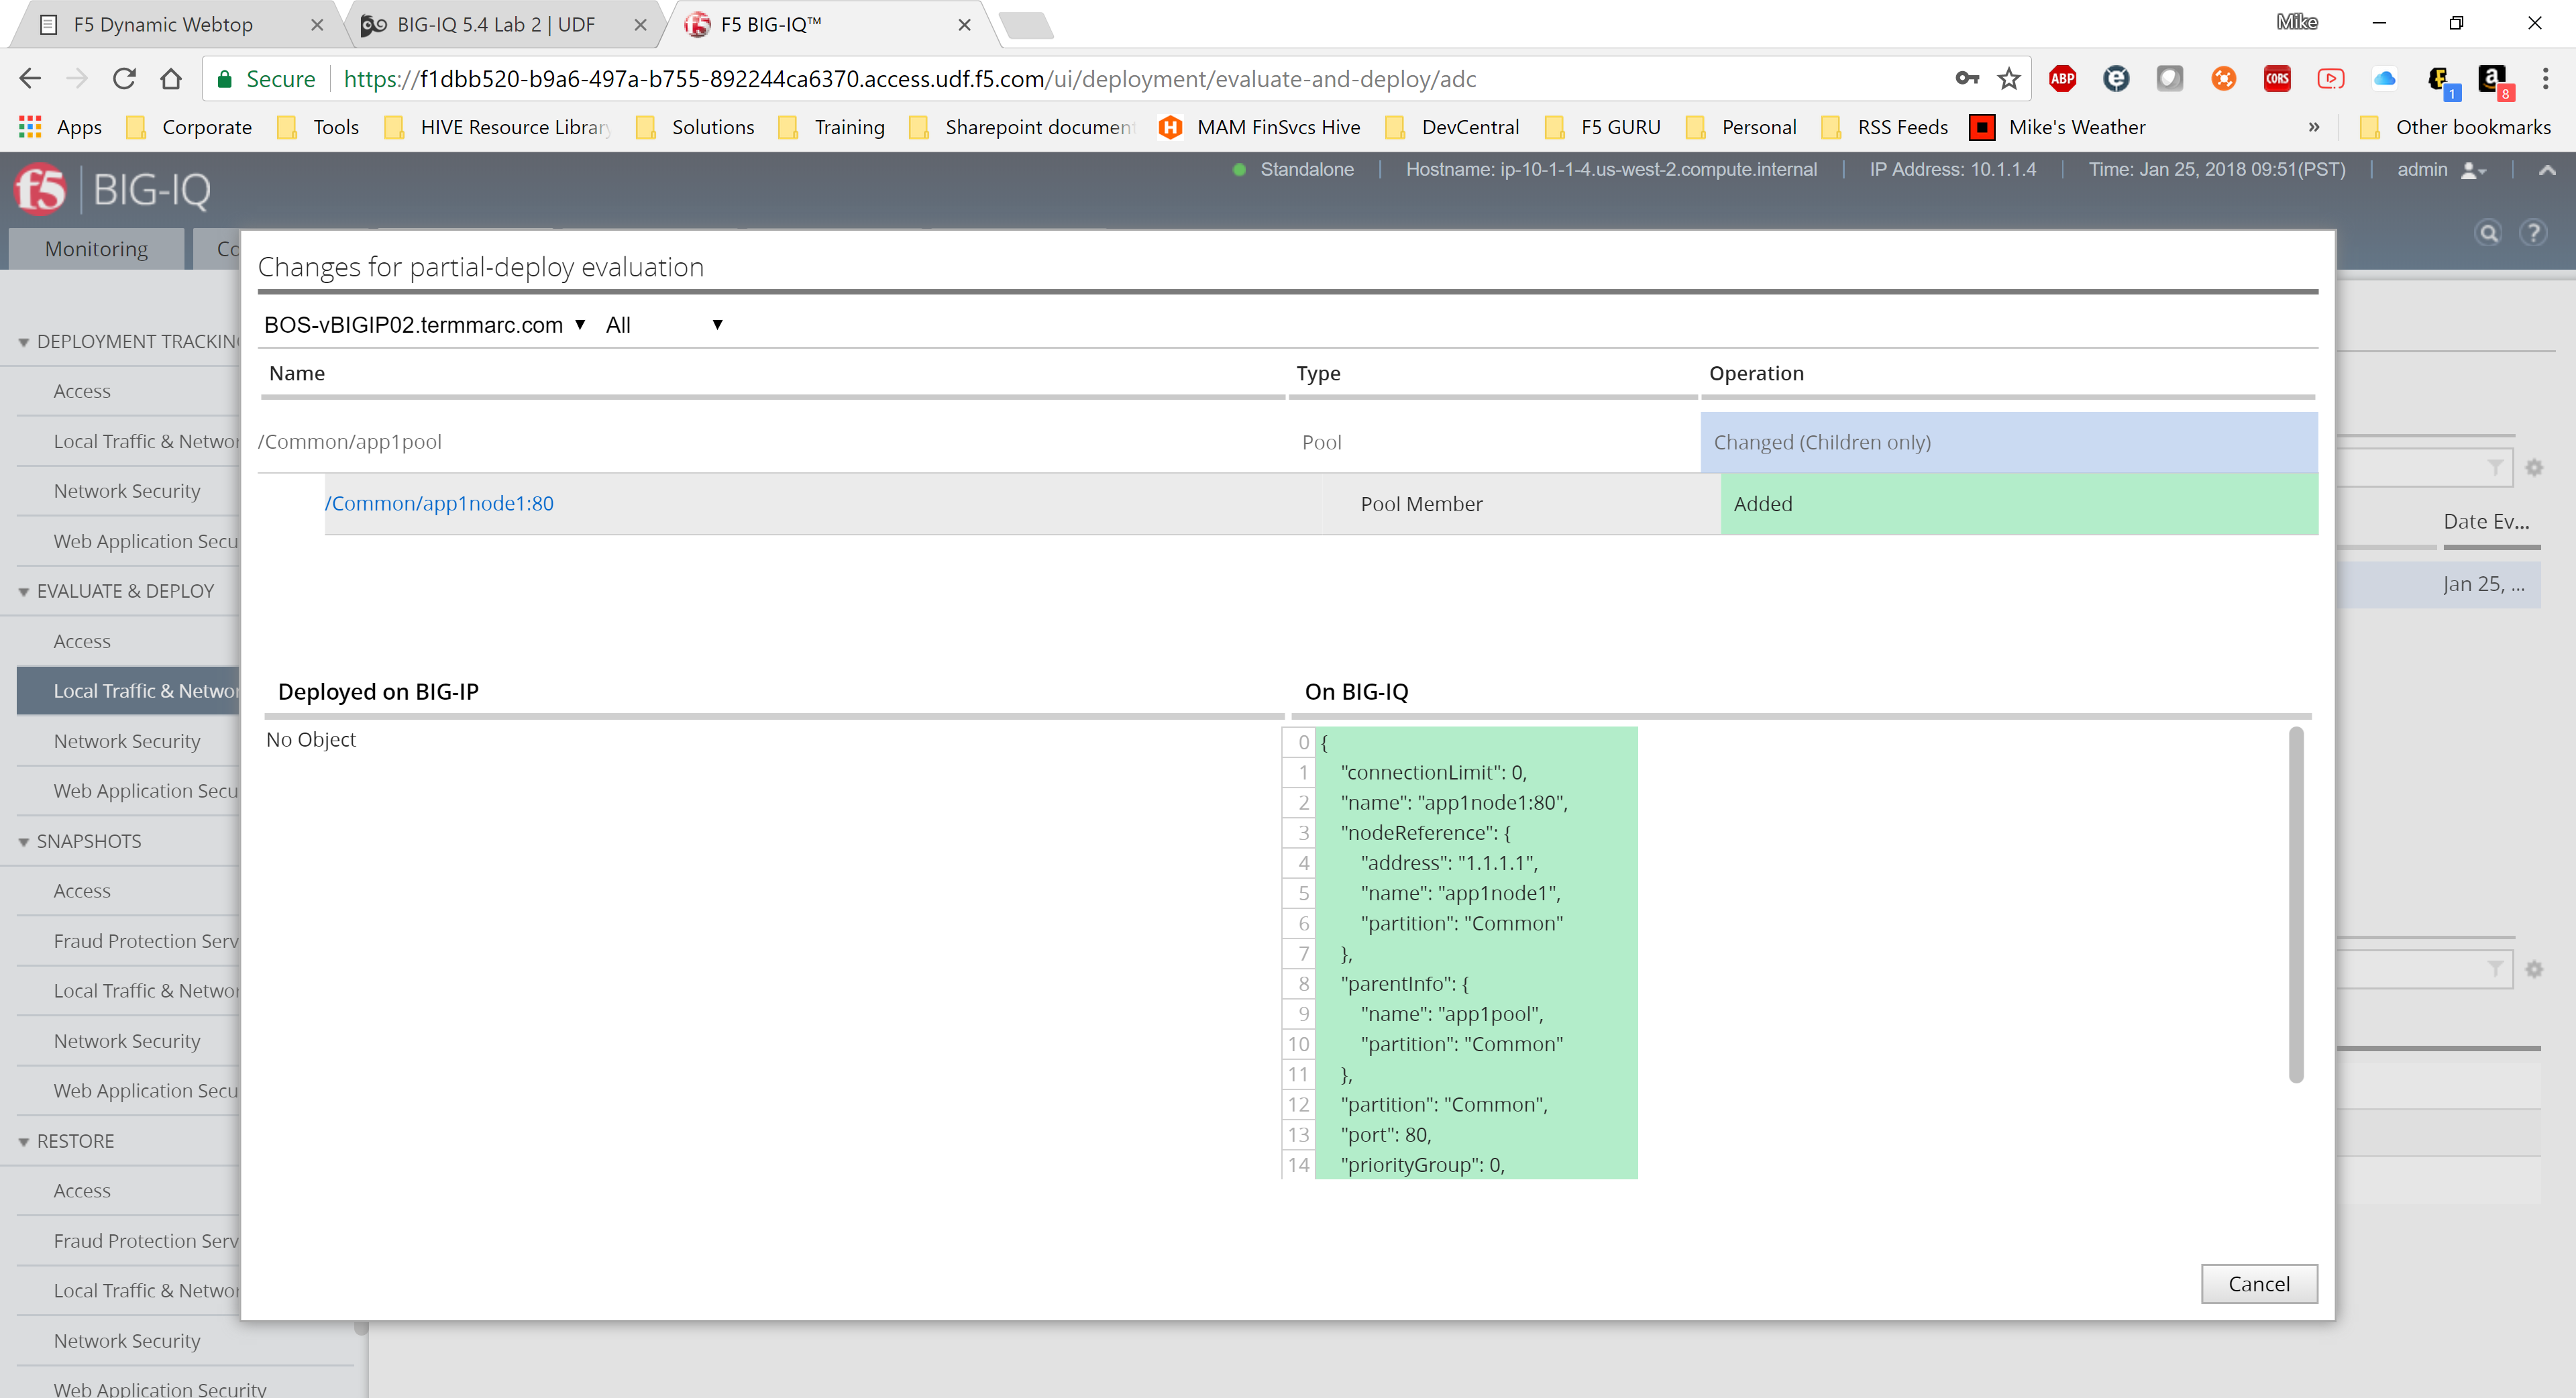 F5 Dynamic Webtop
BIG-IQ 5.4 Lab 2 | UDF
F5 BIG-IQ™
Mike
Secure
https://f1dbb520-b9a6-497a-b755-892244ca6370.access.udf.f5.com/ui/deployment/evaluate-and-deploy/adc
ABP
CORS
1
8
Apps
Corporate
Tools
HIVE Resource Library
Solutions
Training
Sharepoint document
MAM FinSvcs Hive
DevCentral
F5 GURU
Personal
RSS Feeds
Mike's Weather
»
Other bookmarks
f5 BIG-IQ
Standalone
Hostname: ip-10-1-1-4.us-west-2.compute.internal
IP Address: 10.1.1.4
Time: Jan 25, 2018 09:51(PST)
admin
Monitoring
Co
Changes for partial-deploy evaluation
BOS-vBIGIP02.termmarc.com
All
Name Type Operation
/Common/app1pool Pool Changed (Children only)
/Common/app1node1:80 Pool Member Added
Deployed on BIG-IP
No Object
On BIG-IQ
0 {
1 "connectionLimit": 0,
2 "name": "app1node1:80",
3 "nodeReference": {
4 "address": "1.1.1.1",
5 "name": "app1node1",
6 "partition": "Common"
7 },
8 "parentInfo": {
9 "name": "app1pool",
10 "partition": "Common"
11 },
12 "partition": "Common",
13 "port": 80,
14 "priorityGroup": 0,
Cancel
DEPLOYMENT TRACKING
Access
Local Traffic & Networ
Network Security
Web Application Secu
EVALUATE & DEPLOY
Access
Local Traffic & Networ
Network Security
Web Application Secu
SNAPSHOTS
Access
Fraud Protection Serv
Local Traffic & Networ
Network Security
Web Application Secu
RESTORE
Access
Fraud Protection Serv
Local Traffic & Networ
Network Security
Web Application Security
Date Ev...
Jan 25, ...